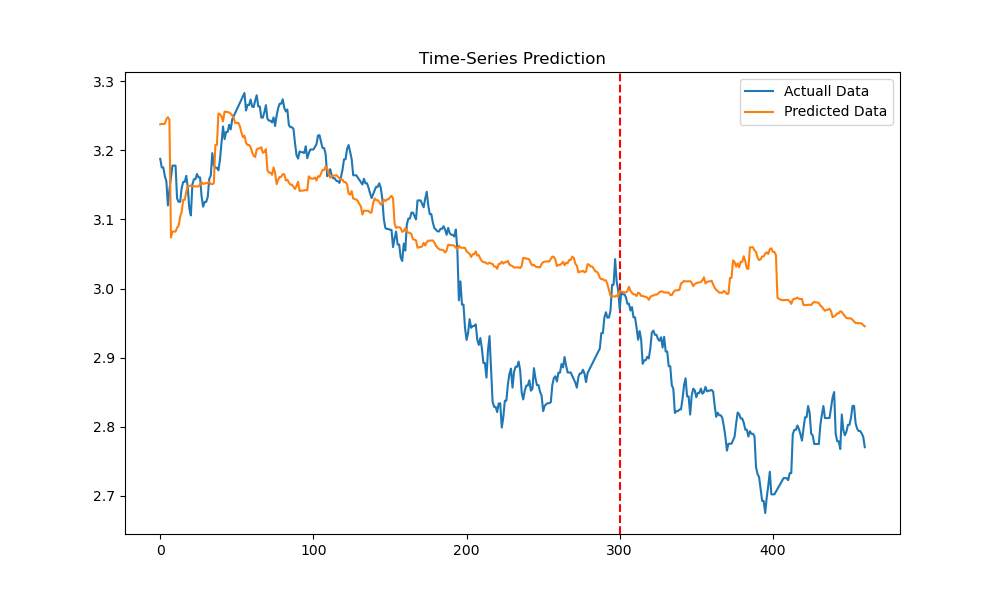 Time-Series Prediction
Actuall Data
Predicted Data
3.3
3.2
3.1
3.0
2.9
2.8
2.7
0 100 200 300 400